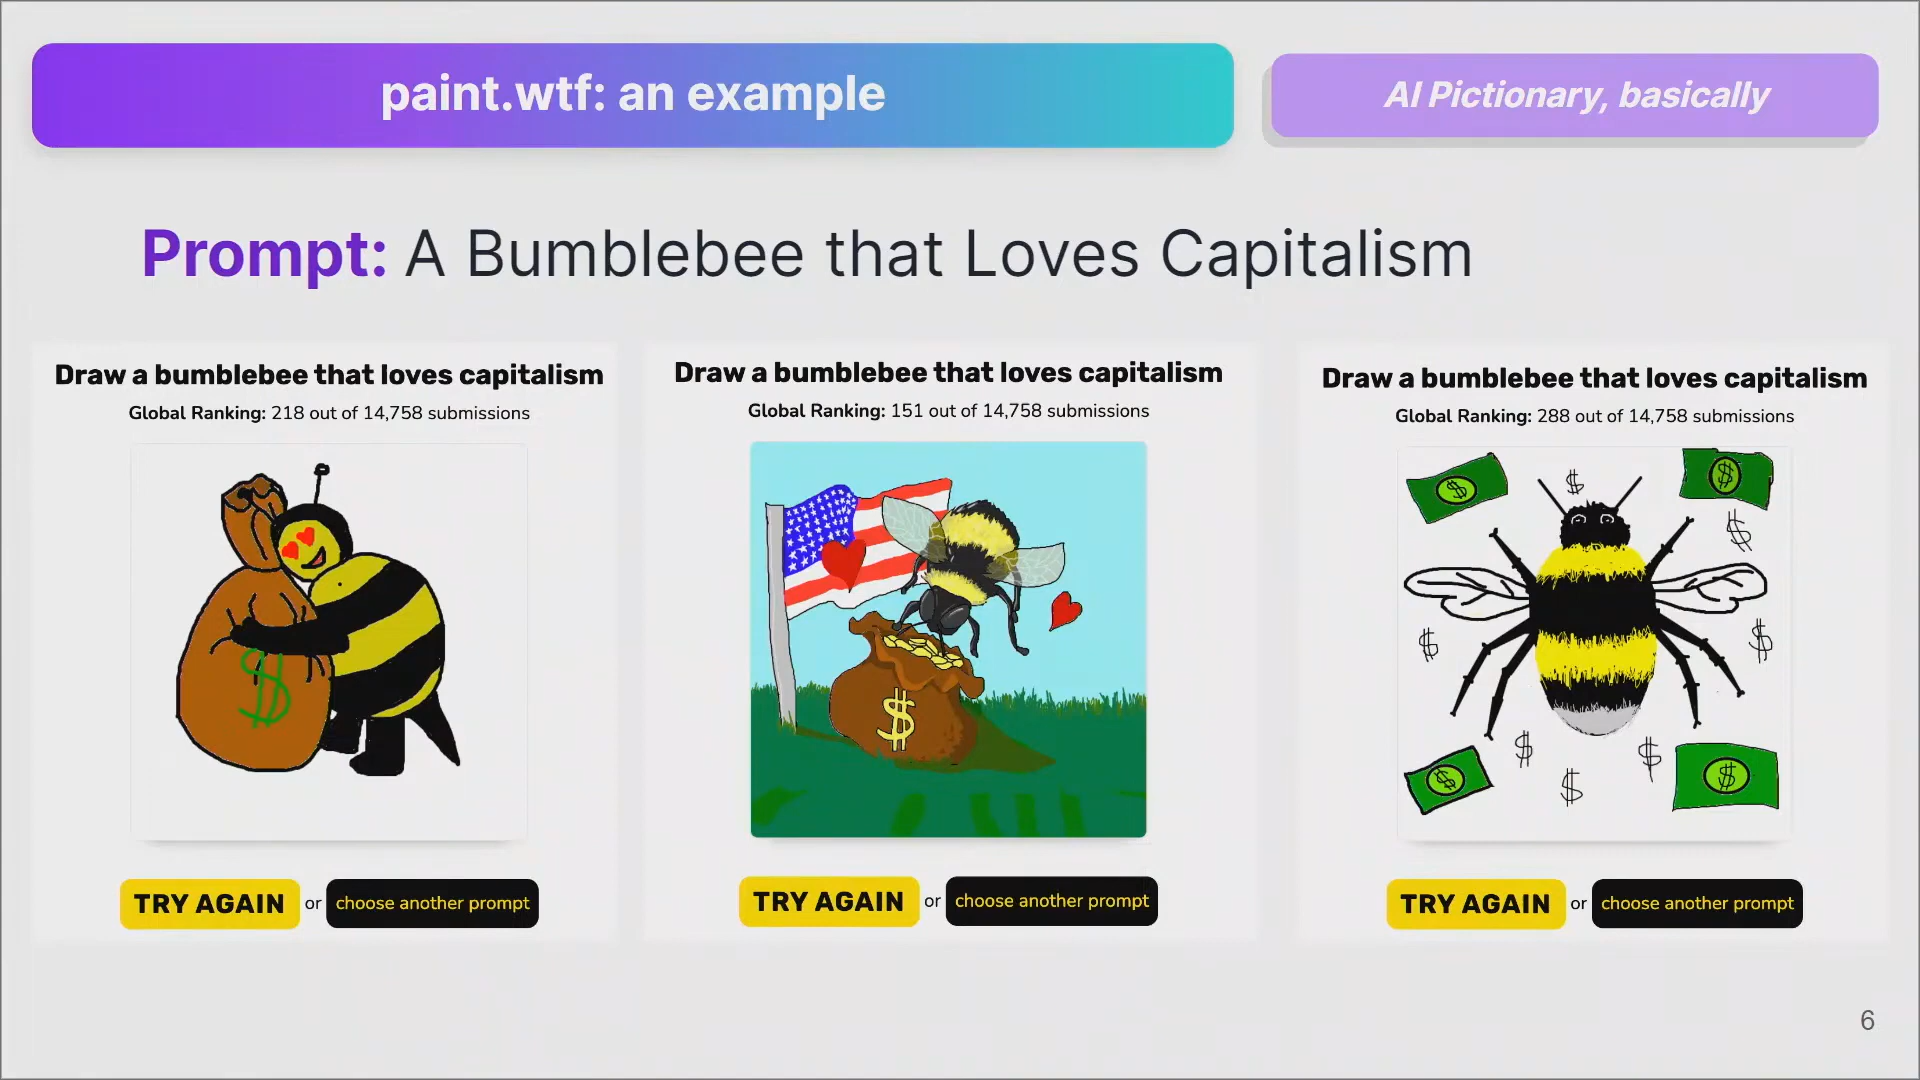 paint.wtf: an example
AI Pictionary, basically
Prompt: A Bumblebee that Loves Capitalism
Draw a bumblebee that loves capitalism
Global Ranking: 218 out of 14,758 submissions
$
TRY AGAIN or choose another prompt
Draw a bumblebee that loves capitalism
Global Ranking: 151 out of 14,758 submissions
$
TRY AGAIN or choose another prompt
Draw a bumblebee that loves capitalism
Global Ranking: 288 out of 14,758 submissions
$ $ $
$
$ $
$ $
$ $ $
TRY AGAIN or choose another prompt
6